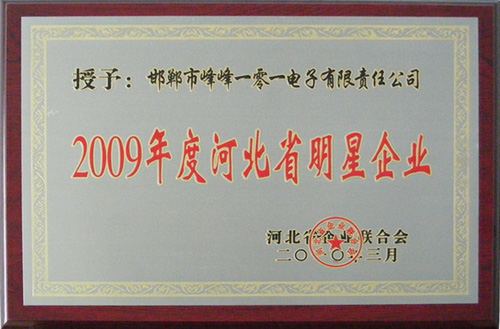 授予：邯郸市峰峰一零一电子有限责任公司
2009年度河北省明星企业
河北省企业联合会
二〇一〇年三月